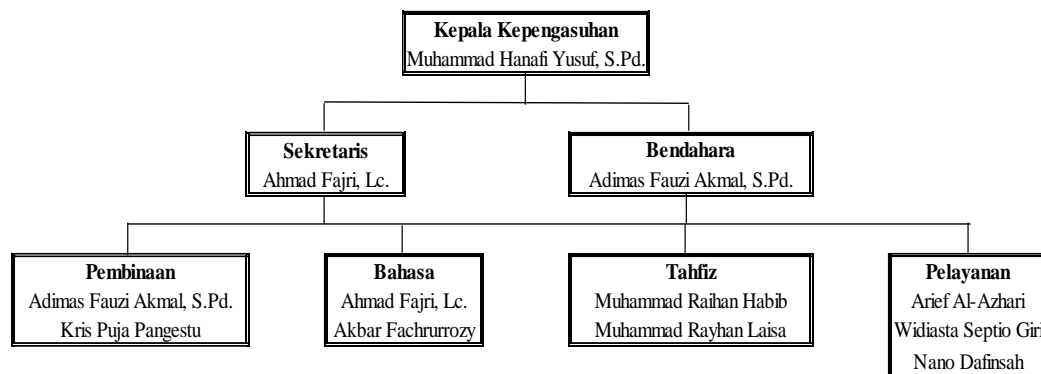 Kepala Kepengasuhan
Muhammad Hanafi Yusuf, S.Pd.
Sekretaris
Ahmad Fajri, Lc.
Bendahara
Adimas Fauzi Akmal, S.Pd.
Pembinaan
Adimas Fauzi Akmal, S.Pd.
Kris Puja Pangestu
Bahasa
Ahmad Fajri, Lc.
Akbar Fachrurrozy
Tahfiz
Muhammad Raihan Habib
Muhammad Rayhan Laisa
Pelayanan
Arief Al-Azhari
Widiasta Septio Giri
Nano Dafinsah